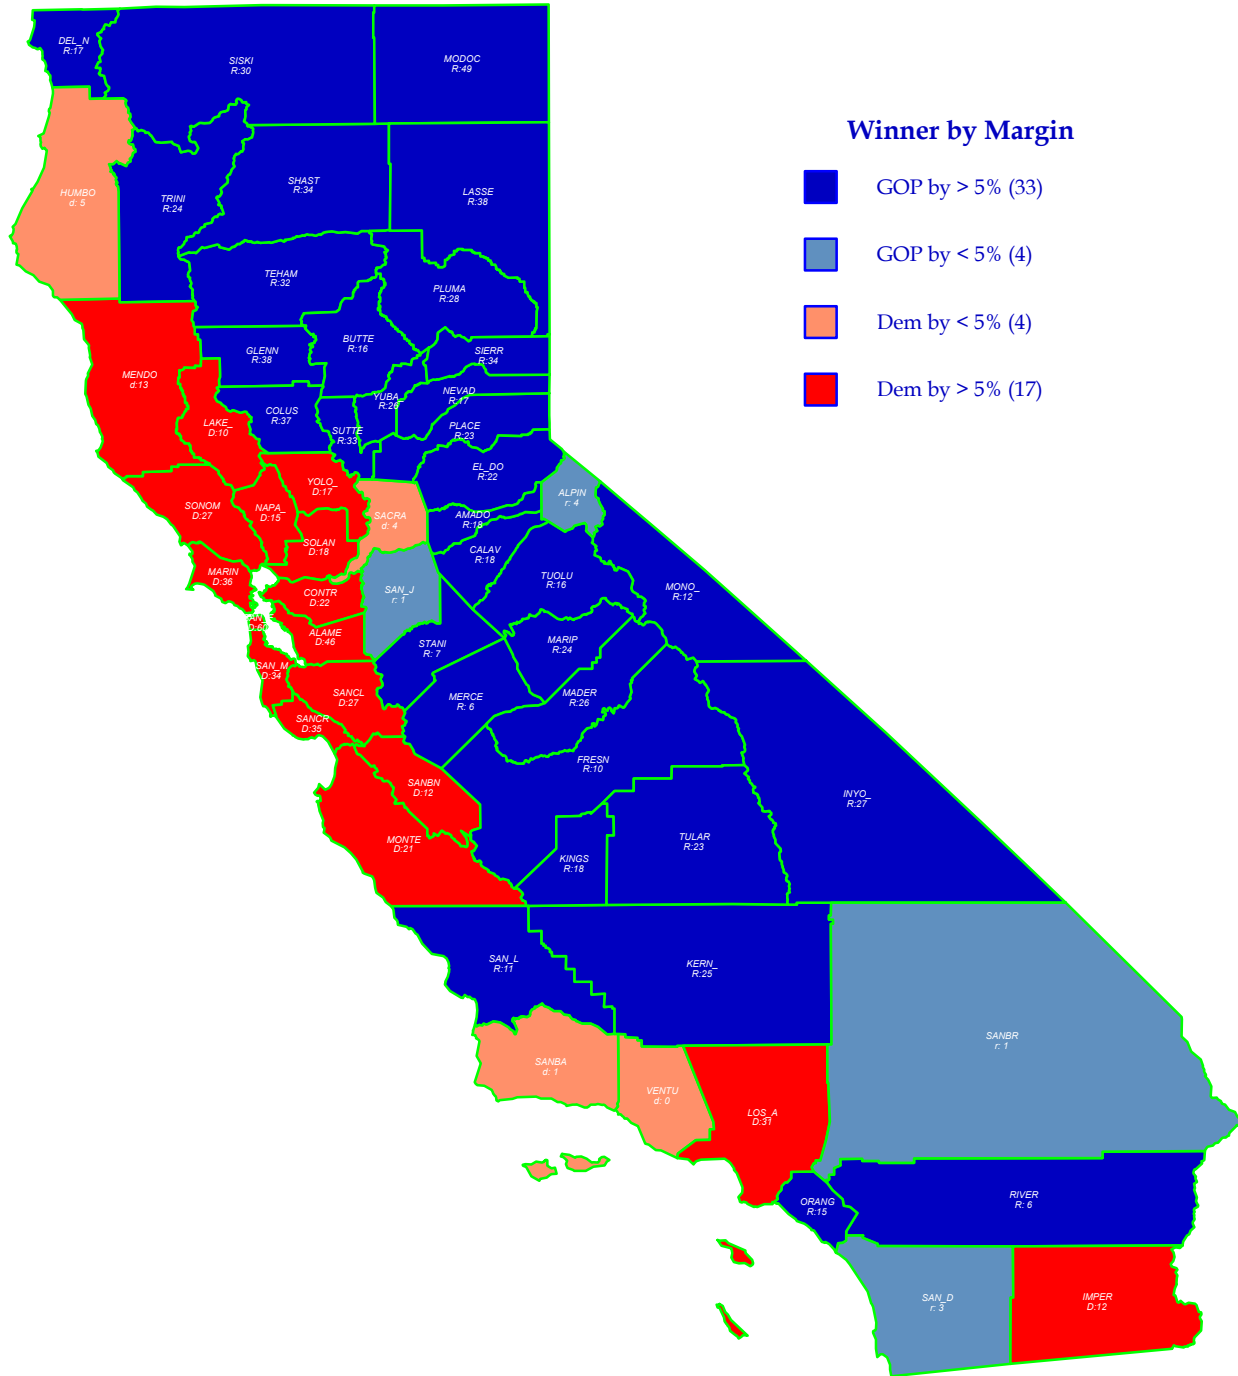 DEL_N
R:17
SISKI
R:30
MODOC
R:49
Winner by Margin
GOP by > 5% (33)
GOP by < 5% (4)
Dem by < 5% (4)
Dem by > 5% (17)
HUMBO
d: 5
TRINI
R:24
SHAST
R:34
LASSE
R:38
TEHAM
R:32
PLUMA
R:28
BUTTE
R:16
GLENN
R:38
SIERR
R:34
MENDO
d:13
YUBA_
R:26
NEVAD
R:17
COLUS
R:37
LAKE_
D:10
SUTTE
R:33
PLACE
R:23
EL_DO
R:22
YOLO_
D:17
ALPIN
r: 4
SONOM
D:27
NAPA_
D:15
SACRA
d: 4
AMADO
R:18
SOLAN
D:18
CALAV
R:18
MARIN
D:36
TUOLU
R:16
MONO_
R:12
CONTR
D:22
SAN_J
r: 1
ALAME
D:46
STANI
R: 7
MARIP
R:24
SAN_M
D:34
SANCL
D:27
MERCE
R: 6
MADER
R:26
SANCR
D:35
FRESN
R:10
SANBN
D:12
INYO_
R:27
MONTE
D:21
TULAR
R:23
KINGS
R:18
SAN_L
R:11
KERN_
R:25
SANBR
r: 1
SANBA
d: 1
VENTU
d: 0
LOS_A
D:31
ORANG
R:15
RIVER
R: 6
SAN_D
r: 3
IMPER
D:12